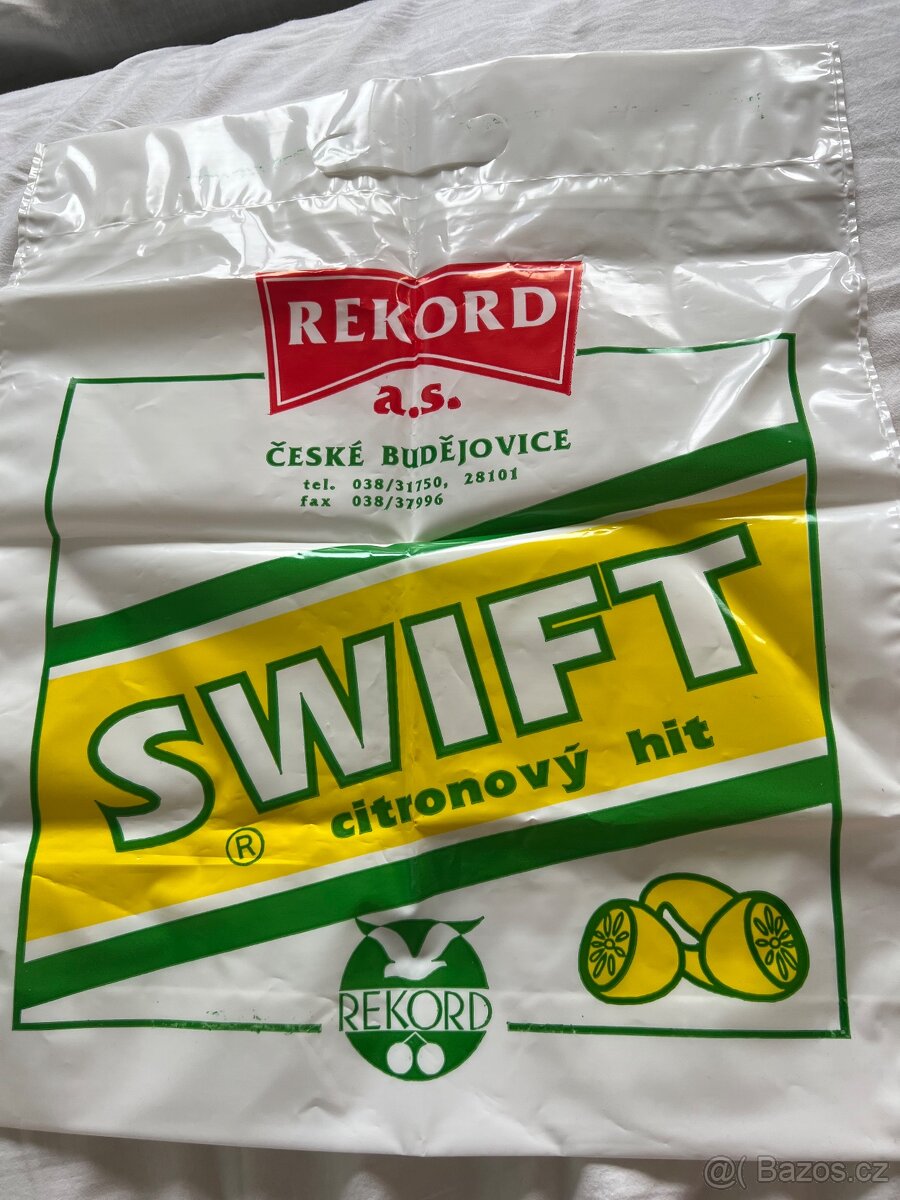 REKORD
a.s.
ČESKÉ BUDĚJOVICE
tel. 038/31750, 28101
fax 038/37996
SWIFT
® citronový hit
REKORD
@( Bazos.cz